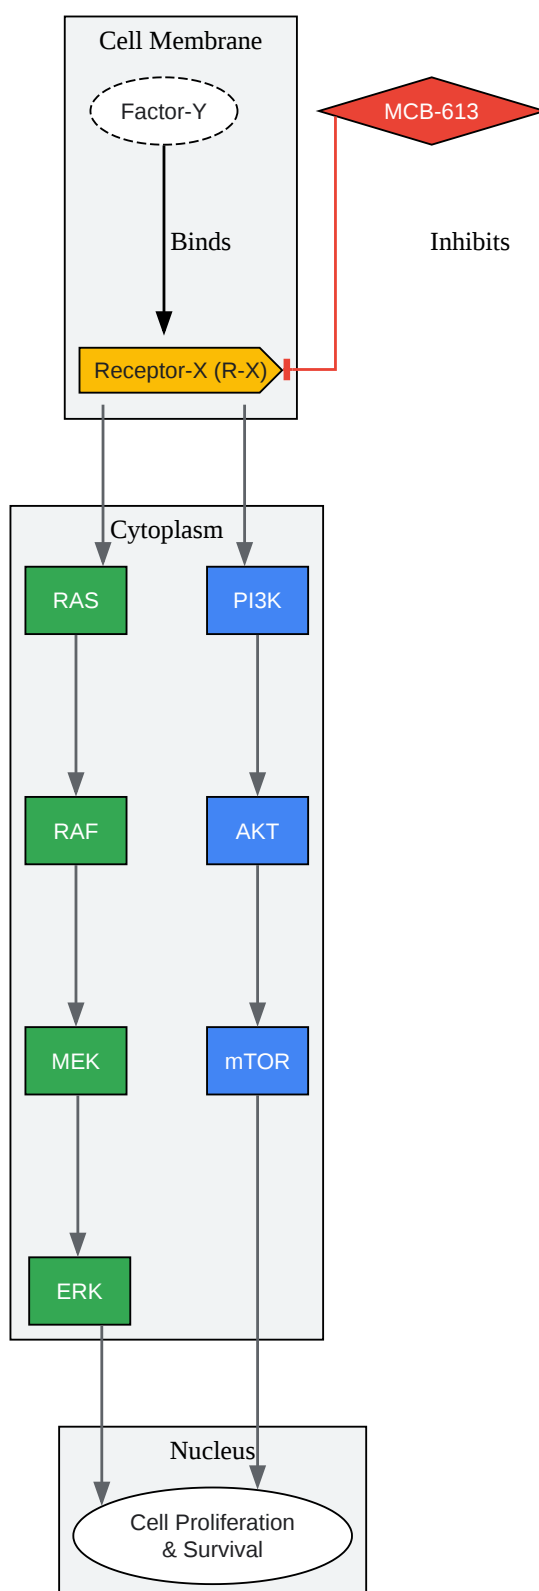 Cell Membrane
Factor-Y
MCB-613
Binds
Inhibits
Receptor-X (R-X)
Cytoplasm
RAS
PI3K
RAF
AKT
MEK
mTOR
ERK
Nucleus
Cell Proliferation
& Survival